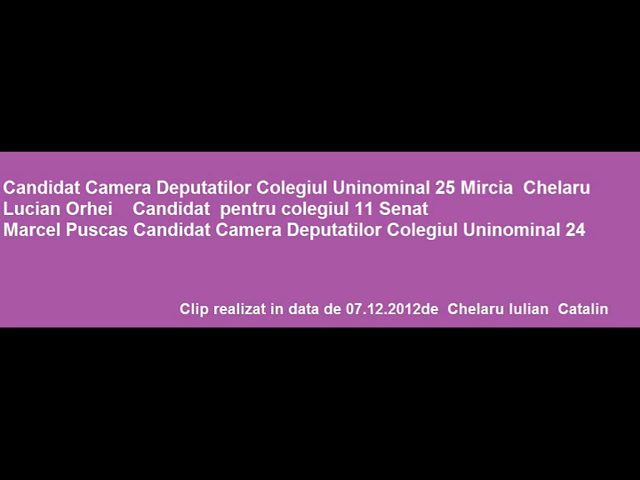 Candidat Camera Deputatilor Colegiul Uninominal 25 Mircia  Chelaru
Lucian Orhei    Candidat  pentru colegiul 11 Senat
Marcel Puscas Candidat Camera Deputatilor Colegiul Uninominal 24
Clip realizat in data de 07.12.2012de  Chelaru Iulian  Catalin